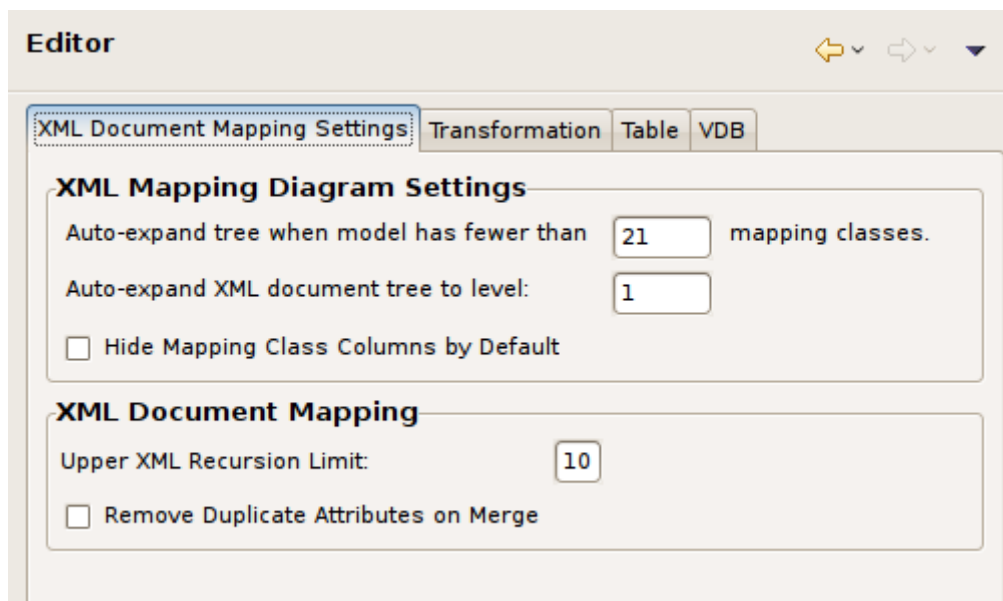 Editor
XML Document Mapping Settings Transformation Table VDB
XML Mapping Diagram Settings
Auto-expand tree when model has fewer than 21 mapping classes.
Auto-expand XML document tree to level: 1
Hide Mapping Class Columns by Default
XML Document Mapping
Upper XML Recursion Limit: 10
Remove Duplicate Attributes on Merge